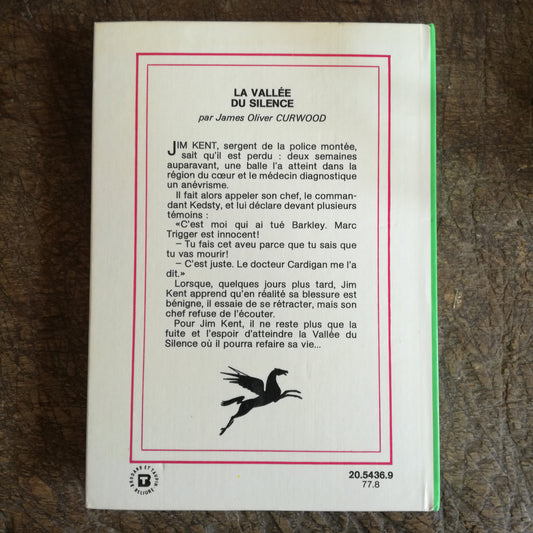 LA VALLÉE
DU SILENCE
par James Oliver CURWOOD
JIM KENT, sergent de la police montée,
sait qu'il est perdu : deux semaines
auparavant, une balle l'a atteint dans la
région du cœur et le médecin diagnostique
un anévrisme.
Il fait alors appeler son chef, le comman-
dant Kedsty, et lui déclare devant plusieurs
témoins :
«C'est moi qui ai tué Barkley. Marc
Trigger est innocent!
– Tu fais cet aveu parce que tu sais que
tu vas mourir!
– C'est juste. Le docteur Cardigan me l'a
dit.»
Lorsque, quelques jours plus tard, Jim
Kent apprend qu'en réalité sa blessure est
bénigne, il essaie de se rétracter, mais son
chef refuse de l'écouter.
Pour Jim Kent, il ne reste plus que la
fuite et l'espoir d'atteindre la Vallée du
Silence où il pourra refaire sa vie...
BRODARD ET TAUPIN
RELIURE
20.5436.9
77.8